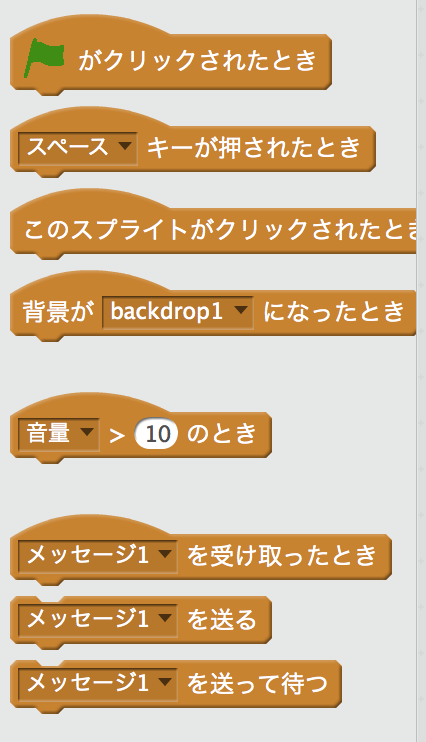 がクリックされたとき
スペース キーが押されたとき
このスプライトがクリックされたとき
背景が backdrop1 になったとき
音量 > 10 のとき
メッセージ1 を受け取ったとき
メッセージ1 を送る
メッセージ1 を送って待つ